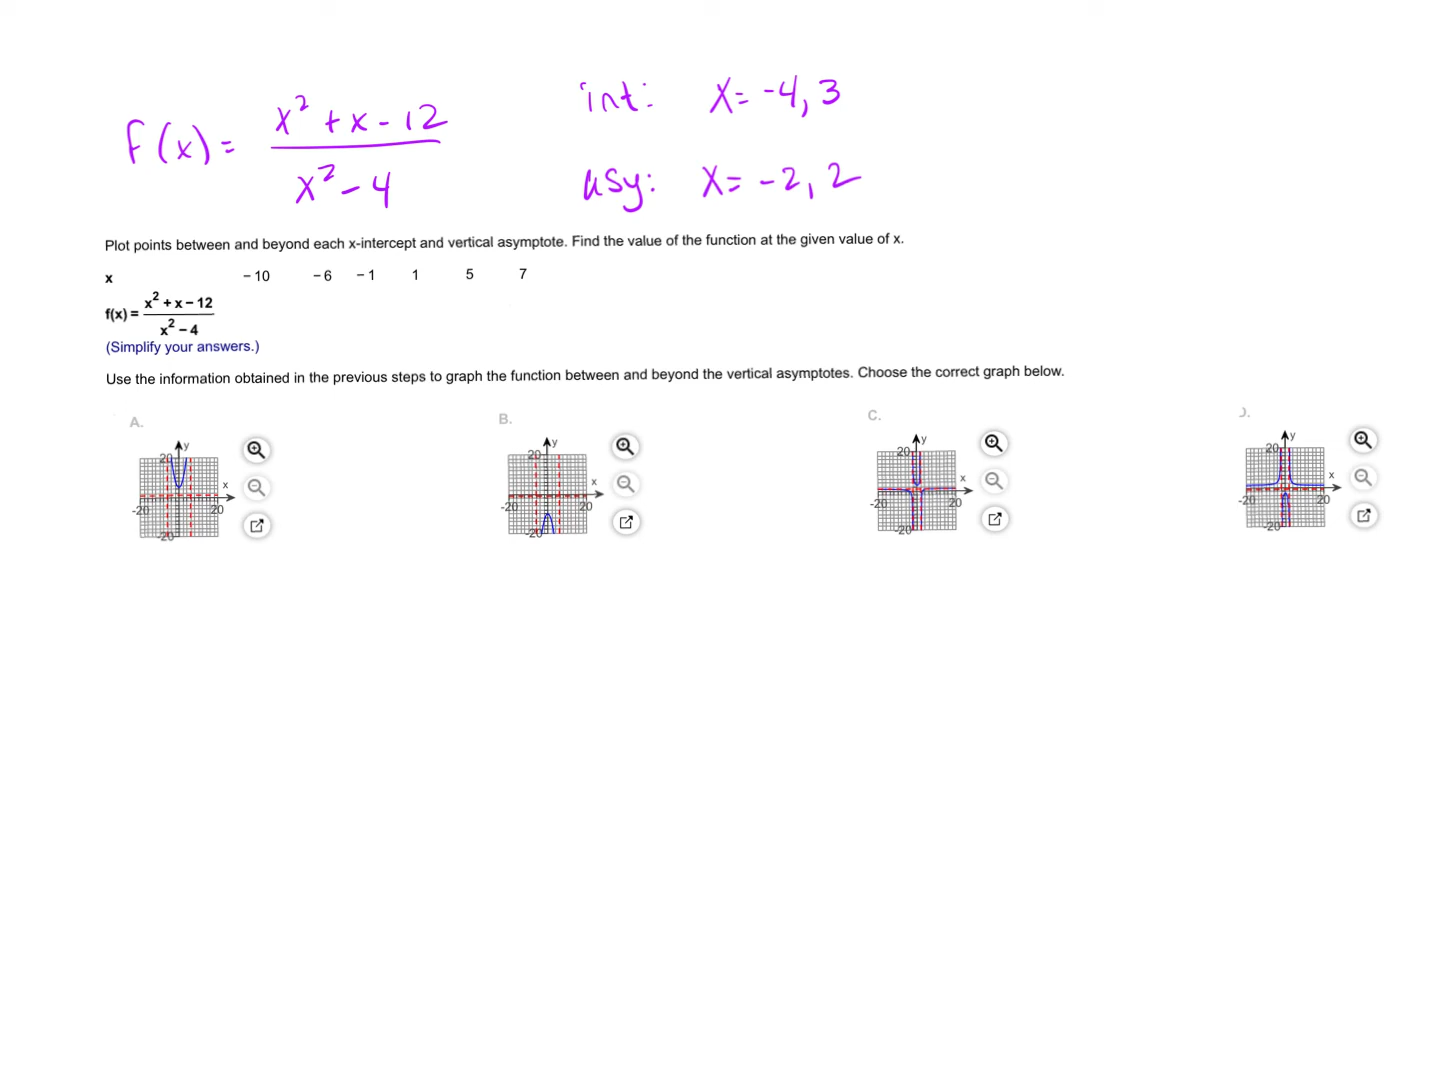 f(x) = x² + x - 12 / x² - 4
int: x = -4, 3
asy: x = -2, 2
Plot points between and beyond each x-intercept and vertical asymptote. Find the value of the function at the given value of x.
x -10 -6 -1 1 5 7
f(x) = x² + x - 12 / x² - 4
(Simplify your answers.)
Use the information obtained in the previous steps to graph the function between and beyond the vertical asymptotes. Choose the correct graph below.
A.
y
20
x
-20
20
-20
B.
y
20
x
-20
20
-20
C.
y
20
x
-20
20
-20
D.
y
20
x
-20
20
-20